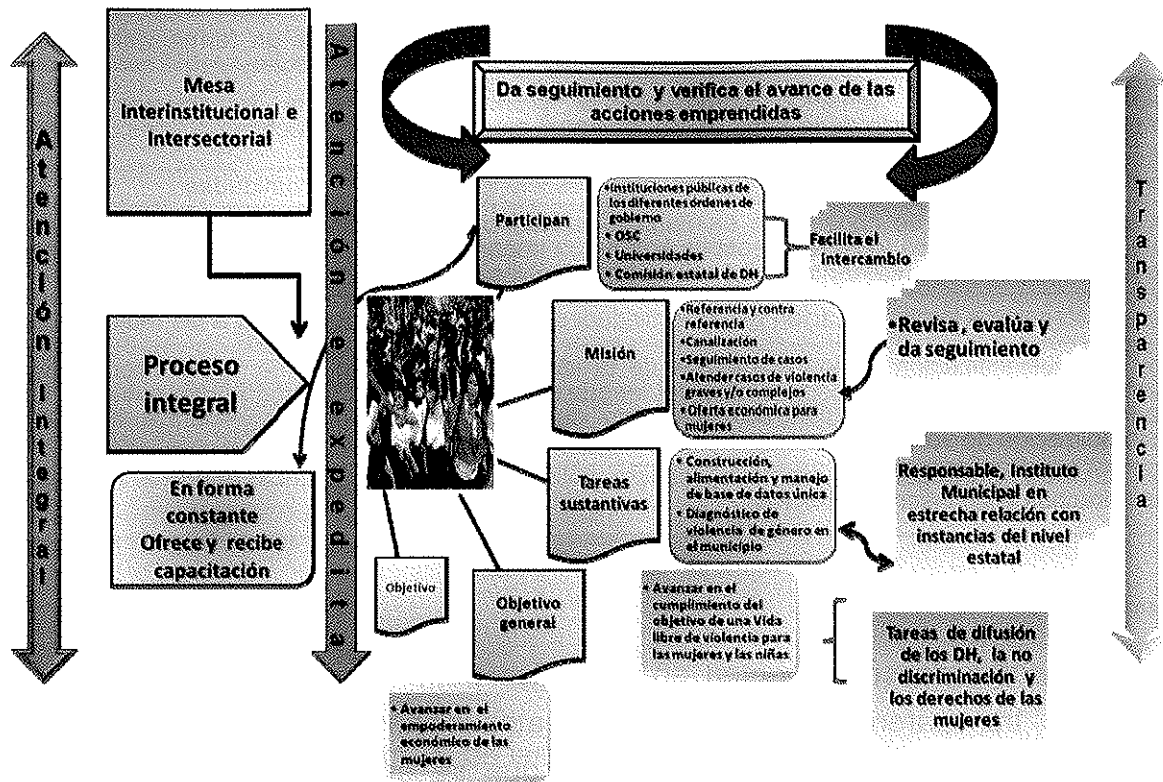 Atención Integral
Mesa
Interinstitucional e
Intersectorial
Proceso
integral
En forma
constante
Ofrece y recibe
capacitación
Atención expedita
Da seguimiento y verifica el avance de las
acciones emprendidas
Participan
•Instituciones públicas de
los diferentes órdenes de
gobierno
• OSC
• Universidades
• Comisión estatal de DH
Facilita el
intercambio
Misión
•Referencia y contra
referencia
•Canalización
•Seguimiento de casos
•Atender casos de violencia
graves y/o complejos
•Oferta económica para
mujeres
•Revisa, evalúa y
da seguimiento
Tareas
sustantivas
• Construcción,
alimentación y manejo de
base de datos única
• Diagnóstico de
violencia de género en
el municipio
Responsable, Instituto
Municipal en
estrecha relación con
instancias del nivel
estatal
Objetivo
Objetivo
general
• Avanzar en el
cumplimiento del
objetivo de una Vida
libre de violencia para
las mujeres y las niñas
Tareas de difusión
de los DH, la no
discriminación y
los derechos de las
mujeres
• Avanzar en el
empoderamiento
económico de las
mujeres
Transparencia